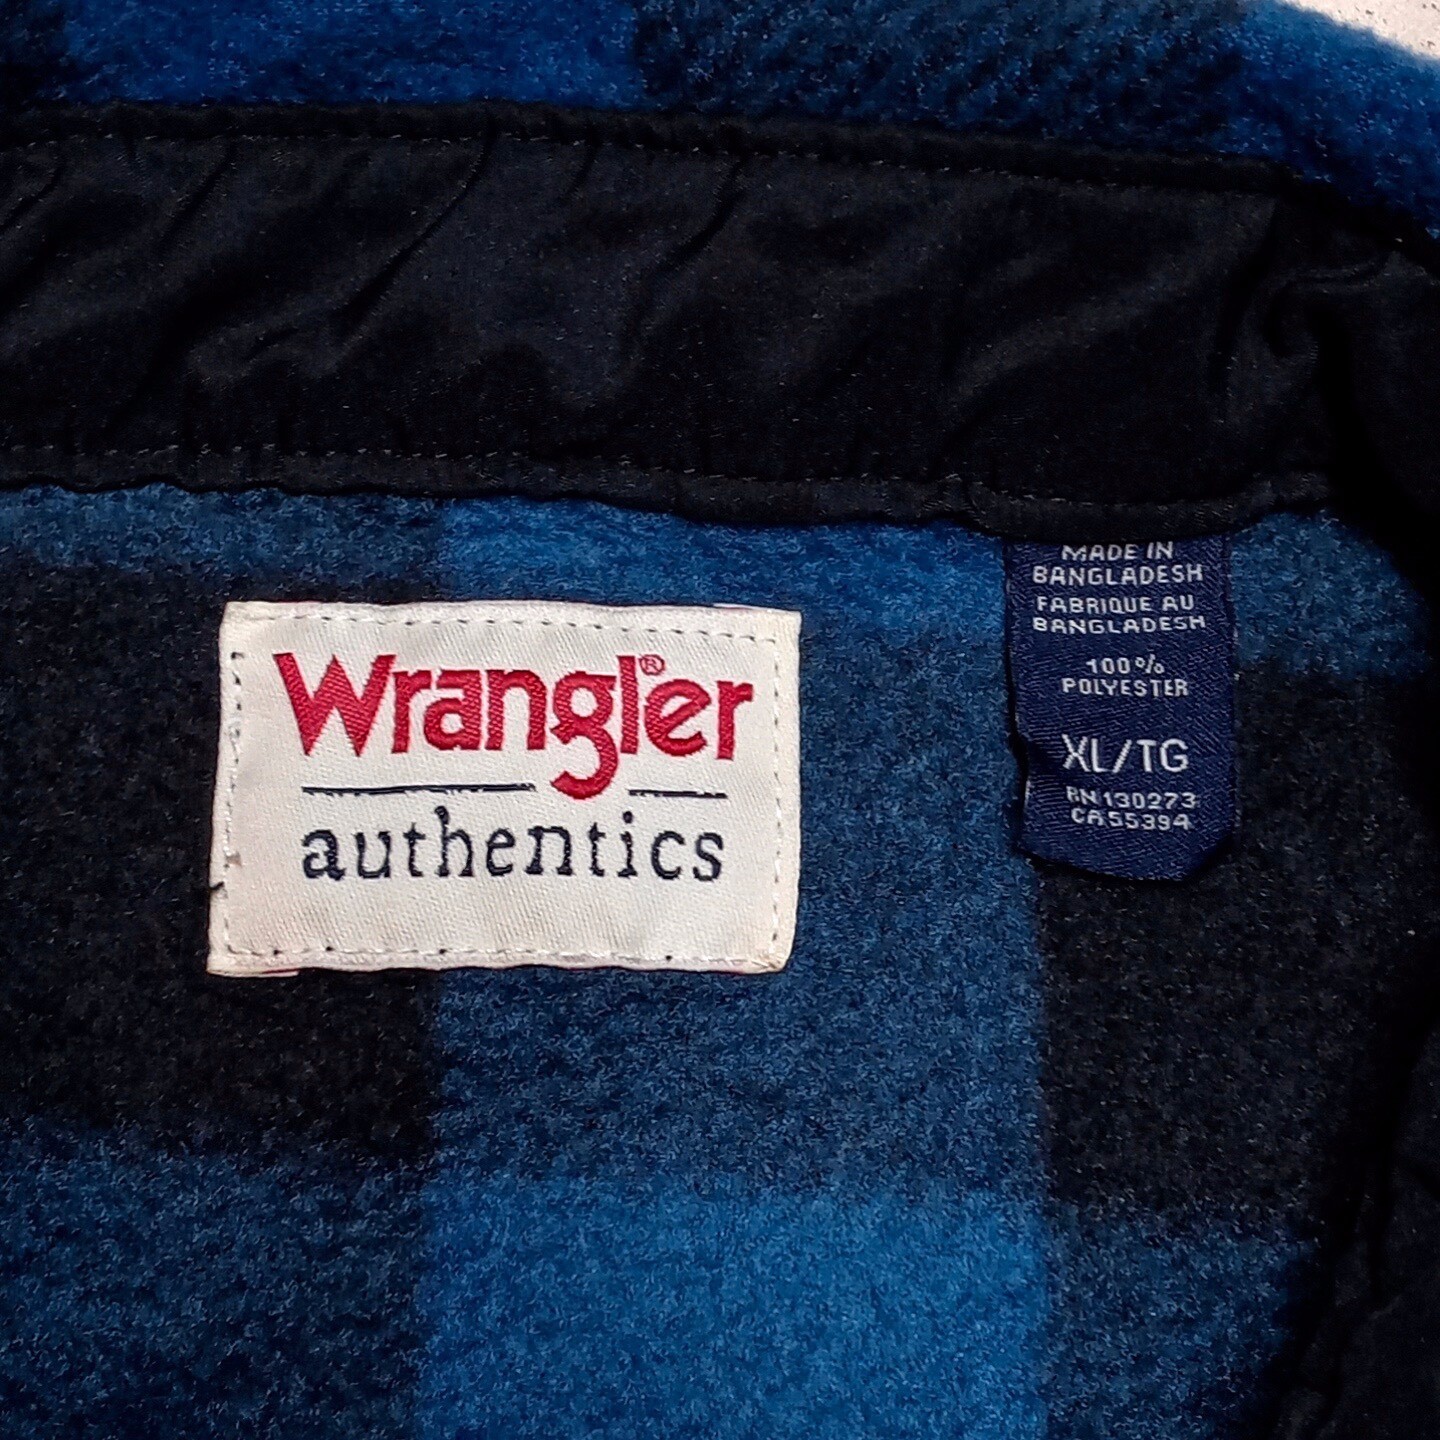 Wrangler®
authentics
MADE IN
BANGLADESH
FABRIQUE AU
BANGLADESH
100%
POLYESTER
XL/TG
RN130273
CA55394